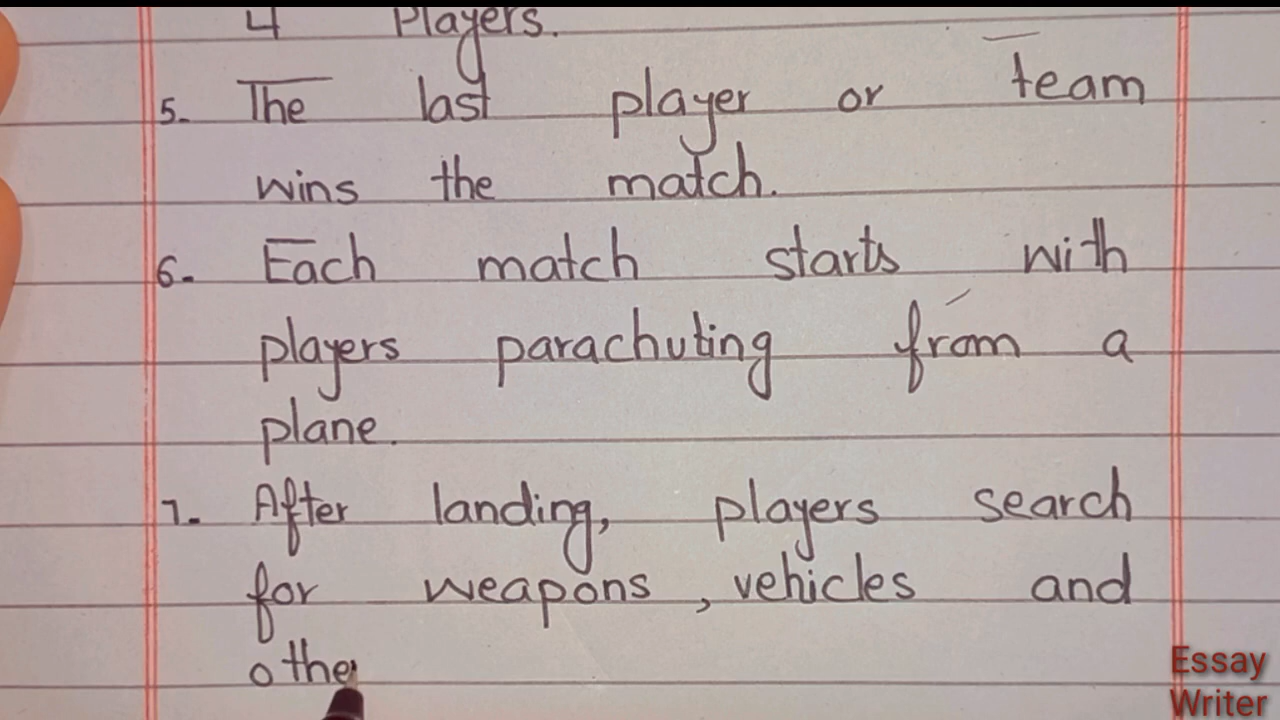 4 Players.
5. The last player or team
wins the match.
6. Each match starts with
players parachuting from a
plane.
7. After landing, players search
for weapons, vehicles and
othe
Essay
Writer